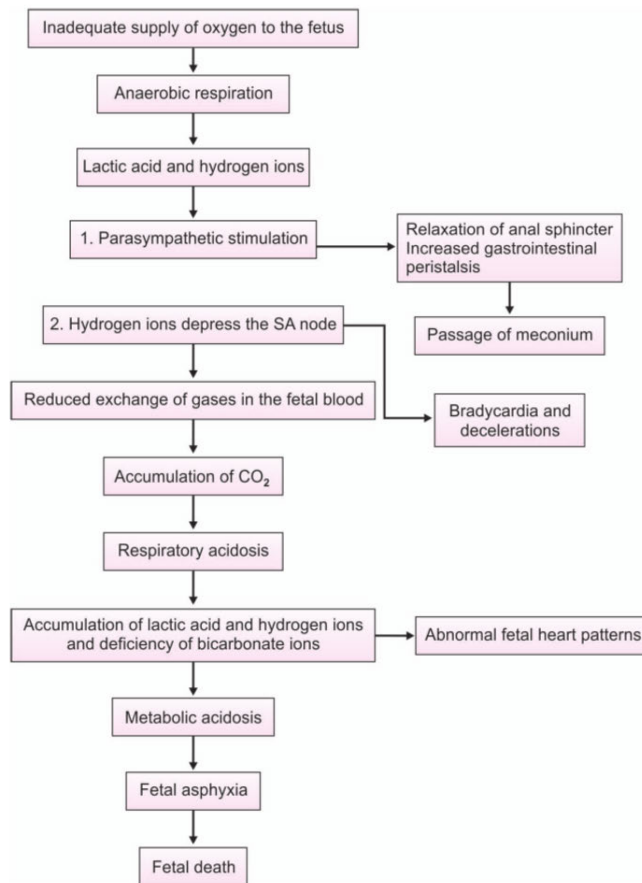 Inadequate supply of oxygen to the fetus
Anaerobic respiration
Lactic acid and hydrogen ions
1. Parasympathetic stimulation
Relaxation of anal sphincter
Increased gastrointestinal
peristalsis
Passage of meconium
2. Hydrogen ions depress the SA node
Reduced exchange of gases in the fetal blood
Bradycardia and
decelerations
Accumulation of CO₂
Respiratory acidosis
Accumulation of lactic acid and hydrogen ions
and deficiency of bicarbonate ions
Abnormal fetal heart patterns
Metabolic acidosis
Fetal asphyxia
Fetal death